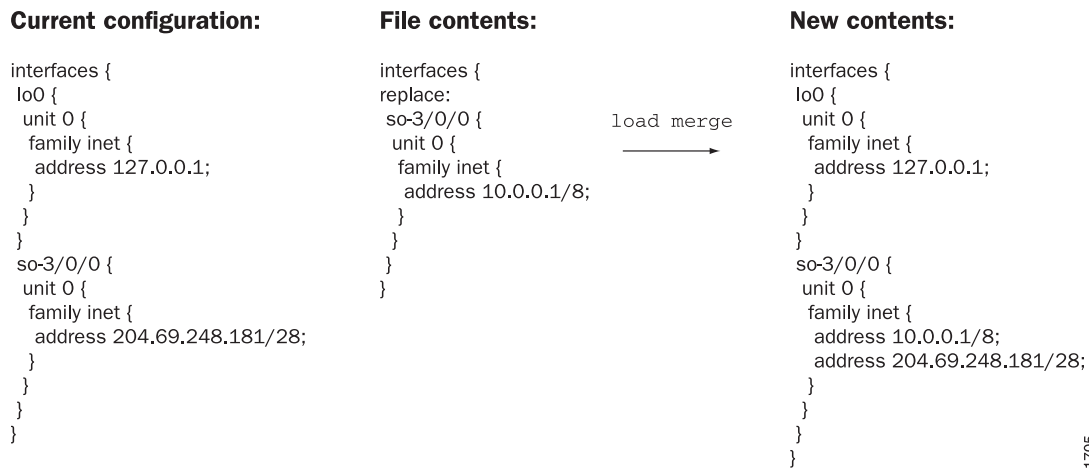 Current configuration:
interfaces {
lo0 {
unit 0 {
family inet {
address 127.0.0.1;
}
}
}
so-3/0/0 {
unit 0 {
family inet {
address 204.69.248.181/28;
}
}
}
}
File contents:
interfaces {
replace:
so-3/0/0 {
unit 0 {
family inet {
address 10.0.0.1/8;
}
}
}
}
load merge
New contents:
interfaces {
lo0 {
unit 0 {
family inet {
address 127.0.0.1;
}
}
}
so-3/0/0 {
unit 0 {
family inet {
address 10.0.0.1/8;
address 204.69.248.181/28;
}
}
}
}
1705